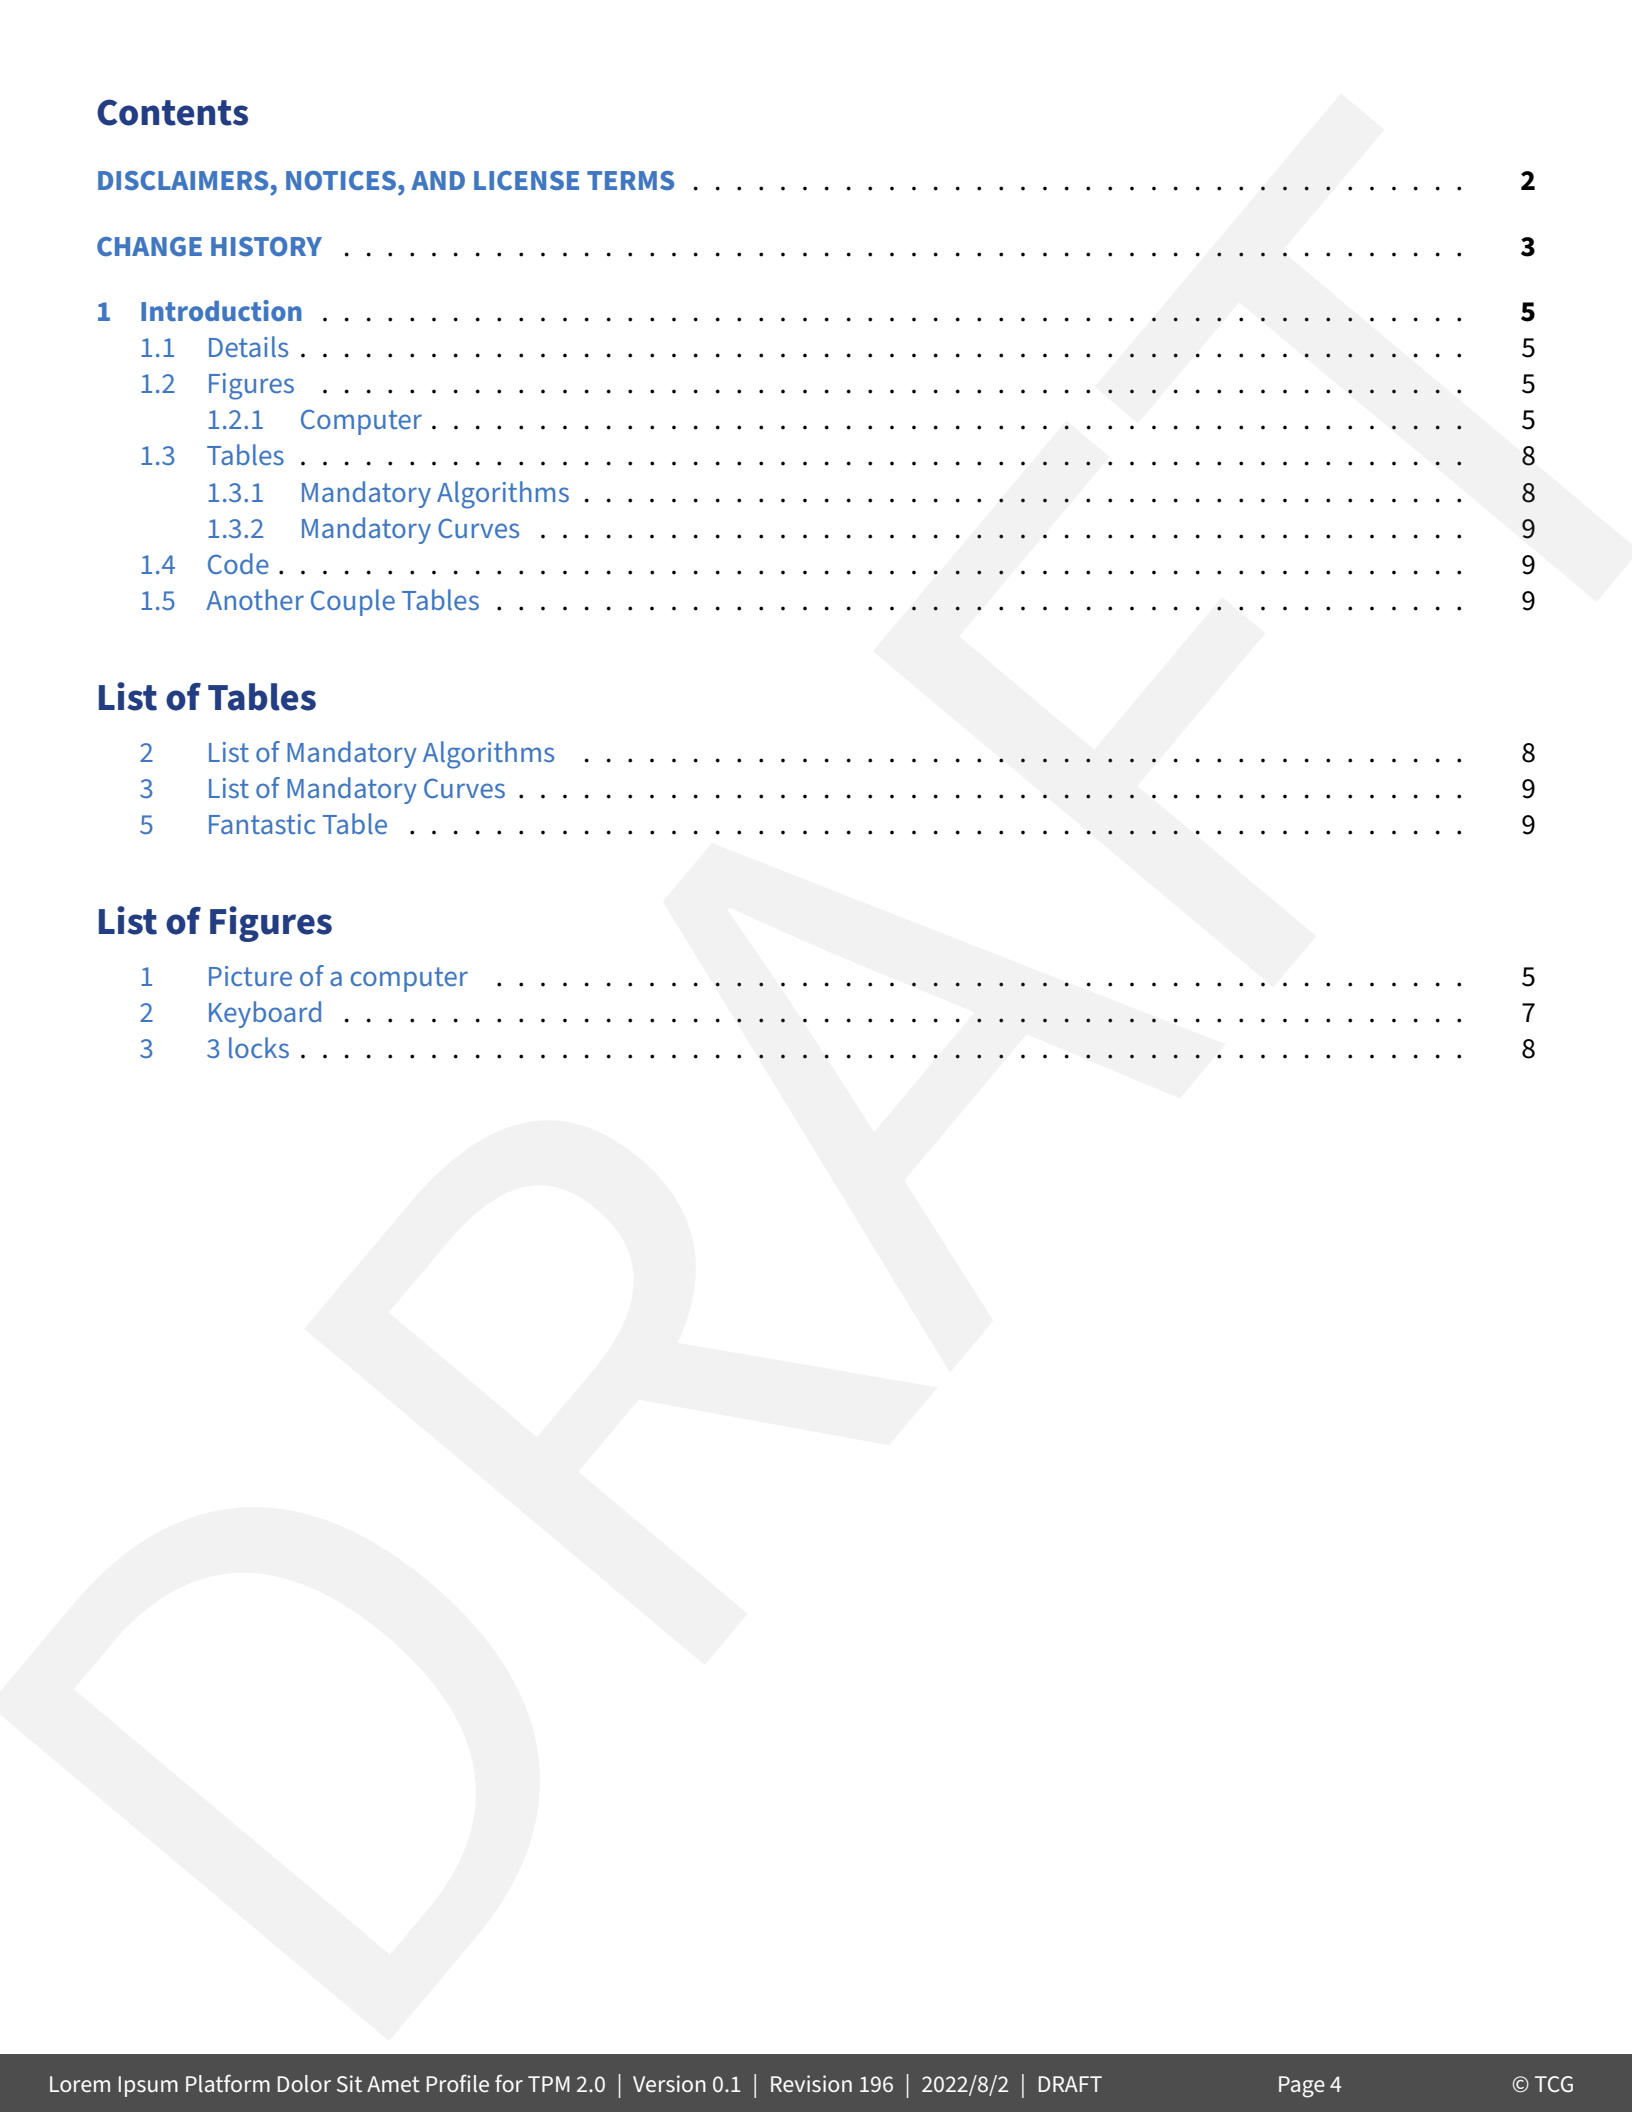 Contents
DISCLAIMERS, NOTICES, AND LICENSE TERMS . . . . . . . . . . . . . . . . . . . . . . . . . . . . . . . . . . . . 2
CHANGE HISTORY . . . . . . . . . . . . . . . . . . . . . . . . . . . . . . . . . . . . . . . . . . . . . . . . . . . . 3
1 Introduction . . . . . . . . . . . . . . . . . . . . . . . . . . . . . . . . . . . . . . . . . . . . . . . . . . . . . 5
1.1 Details . . . . . . . . . . . . . . . . . . . . . . . . . . . . . . . . . . . . . . . . . . . . . . . . . . . . . . 5
1.2 Figures . . . . . . . . . . . . . . . . . . . . . . . . . . . . . . . . . . . . . . . . . . . . . . . . . . . . . 5
1.2.1 Computer . . . . . . . . . . . . . . . . . . . . . . . . . . . . . . . . . . . . . . . . . . . . . . . . 5
1.3 Tables . . . . . . . . . . . . . . . . . . . . . . . . . . . . . . . . . . . . . . . . . . . . . . . . . . . . . . 8
1.3.1 Mandatory Algorithms . . . . . . . . . . . . . . . . . . . . . . . . . . . . . . . . . . . . . . . . . 8
1.3.2 Mandatory Curves . . . . . . . . . . . . . . . . . . . . . . . . . . . . . . . . . . . . . . . . . . . 9
1.4 Code . . . . . . . . . . . . . . . . . . . . . . . . . . . . . . . . . . . . . . . . . . . . . . . . . . . . . . . 9
1.5 Another Couple Tables . . . . . . . . . . . . . . . . . . . . . . . . . . . . . . . . . . . . . . . . . . . . . 9
List of Tables
2 List of Mandatory Algorithms . . . . . . . . . . . . . . . . . . . . . . . . . . . . . . . . . . . . . . . . . 8
3 List of Mandatory Curves . . . . . . . . . . . . . . . . . . . . . . . . . . . . . . . . . . . . . . . . . . . . 9
5 Fantastic Table . . . . . . . . . . . . . . . . . . . . . . . . . . . . . . . . . . . . . . . . . . . . . . . . . 9
List of Figures
1 Picture of a computer . . . . . . . . . . . . . . . . . . . . . . . . . . . . . . . . . . . . . . . . . . . . . 5
2 Keyboard . . . . . . . . . . . . . . . . . . . . . . . . . . . . . . . . . . . . . . . . . . . . . . . . . . . . 7
3 3 locks . . . . . . . . . . . . . . . . . . . . . . . . . . . . . . . . . . . . . . . . . . . . . . . . . . . . . . 8
DRAFT
Lorem Ipsum Platform Dolor Sit Amet Profile for TPM 2.0 | Version 0.1 | Revision 196 | 2022/8/2 | DRAFT Page 4 © TCG